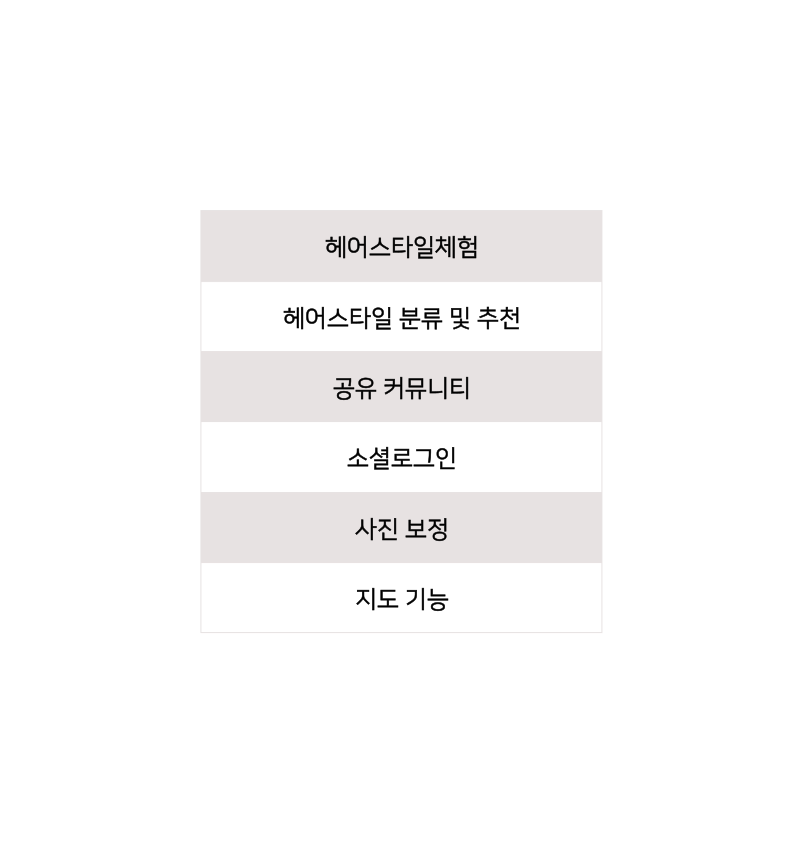 헤어스타일체험
헤어스타일 분류 및 추천
공유 커뮤니티
소셜로그인
사진 보정
지도 기능